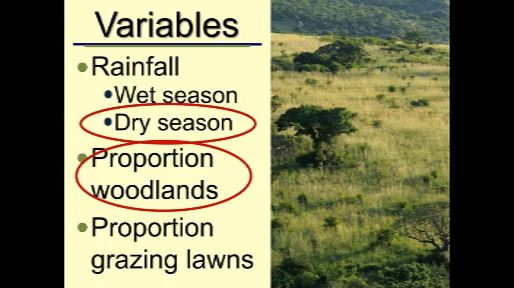 Variables
Rainfall
Wet season
Dry season
Proportion
woodlands
Proportion
grazing lawns